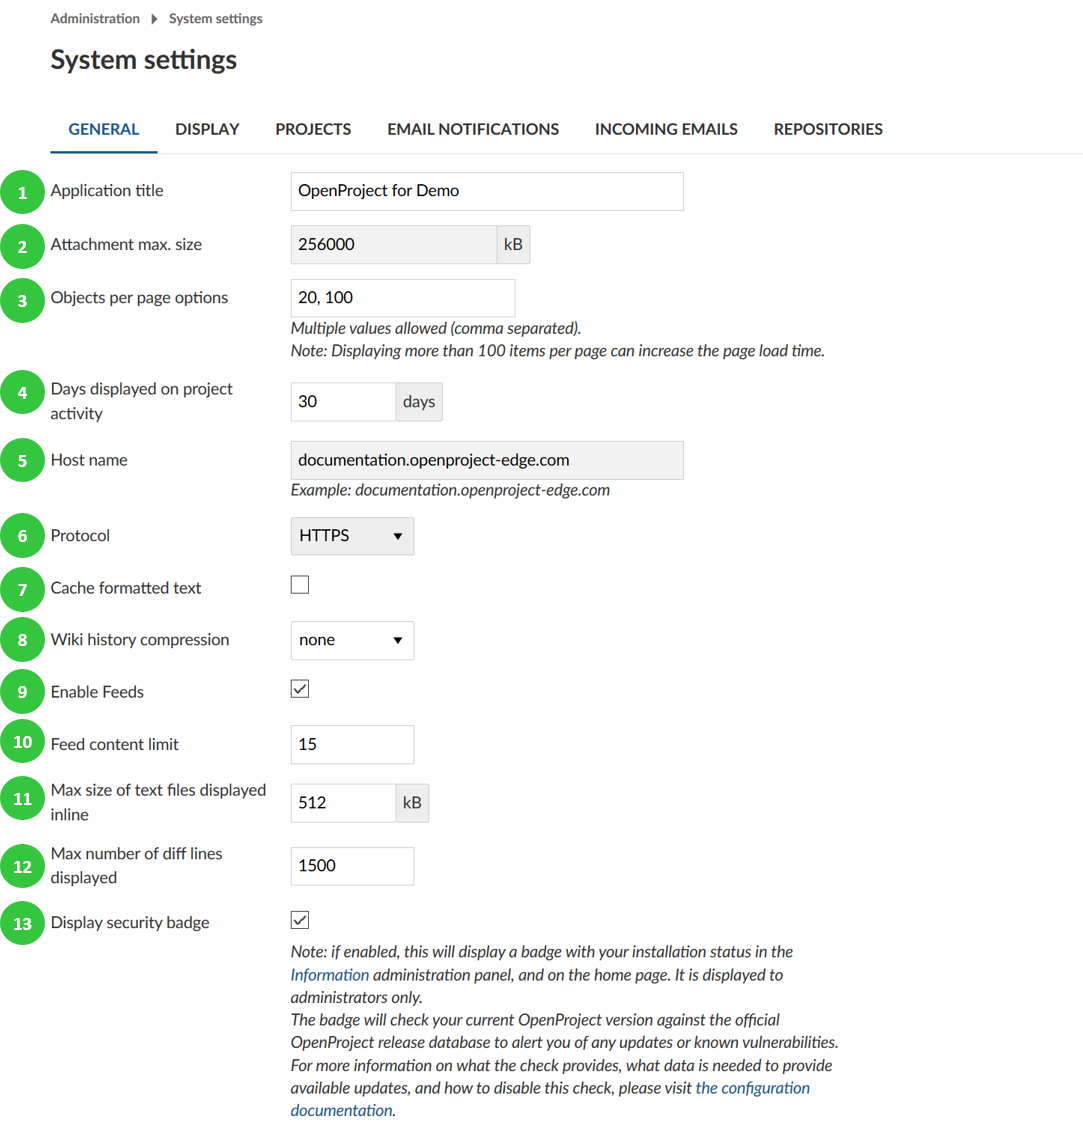 Administration System settings
System settings
GENERAL DISPLAY PROJECTS EMAIL NOTIFICATIONS INCOMING EMAILS REPOSITORIES
1 Application title OpenProject for Demo
2 Attachment max. size 256000 kB
3 Objects per page options 20, 100
Multiple values allowed (comma separated).
Note: Displaying more than 100 items per page can increase the page load time.
4 Days displayed on project
activity 30 days
5 Host name documentation.openproject-edge.com
Example: documentation.openproject-edge.com
6 Protocol HTTPS
7 Cache formatted text
8 Wiki history compression none
9 Enable Feeds
10 Feed content limit 15
11 Max size of text files displayed
inline 512 kB
12 Max number of diff lines
displayed 1500
13 Display security badge
Note: if enabled, this will display a badge with your installation status in the
Information administration panel, and on the home page. It is displayed to
administrators only.
The badge will check your current OpenProject version against the official
OpenProject release database to alert you of any updates or known vulnerabilities.
For more information on what the check provides, what data is needed to provide
available updates, and how to disable this check, please visit the configuration
documentation.